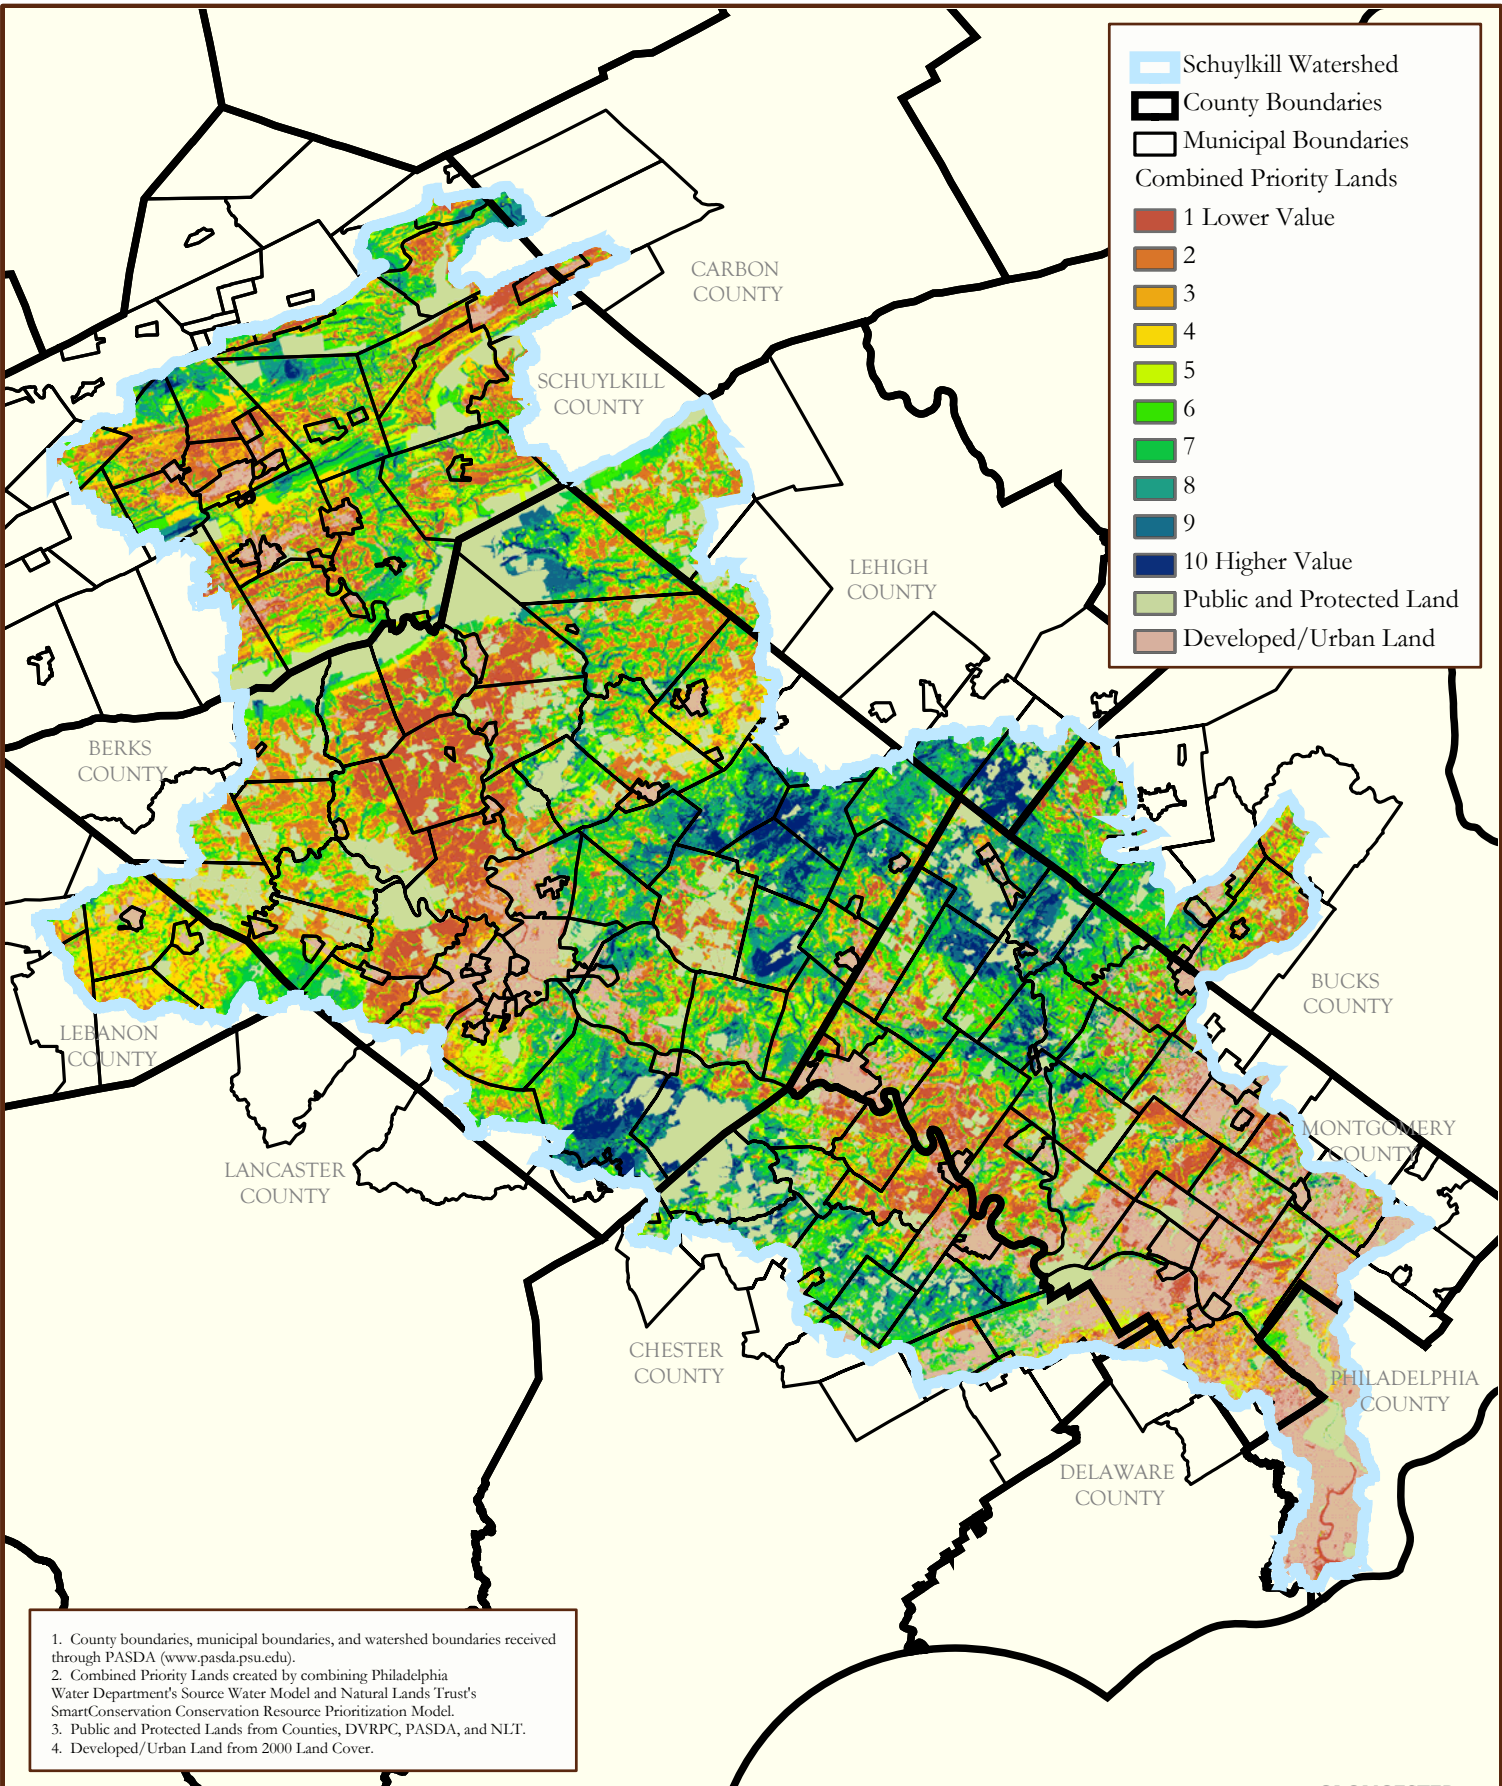 Schuylkill Watershed
County Boundaries
Municipal Boundaries
Combined Priority Lands
1 Lower Value
2
3
4
5
6
7
8
9
10 Higher Value
Public and Protected Land
Developed/Urban Land
CARBON
COUNTY
SCHUYLKILL
COUNTY
LEHIGH
COUNTY
BERKS
COUNTY
BUCKS
COUNTY
LEBANON
COUNTY
MONTGOMERY
COUNTY
LANCASTER
COUNTY
CHESTER
COUNTY
PHILADELPHIA
COUNTY
DELAWARE
COUNTY
1. County boundaries, municipal boundaries, and watershed boundaries received
through PASDA (www.pasda.psu.edu).
2. Combined Priority Lands created by combining Philadelphia
Water Department's Source Water Model and Natural Lands Trust's
SmartConservation Conservation Resource Prioritization Model.
3. Public and Protected Lands from Counties, DVRPC, PASDA, and NLT.
4. Developed/Urban Land from 2000 Land Cover.